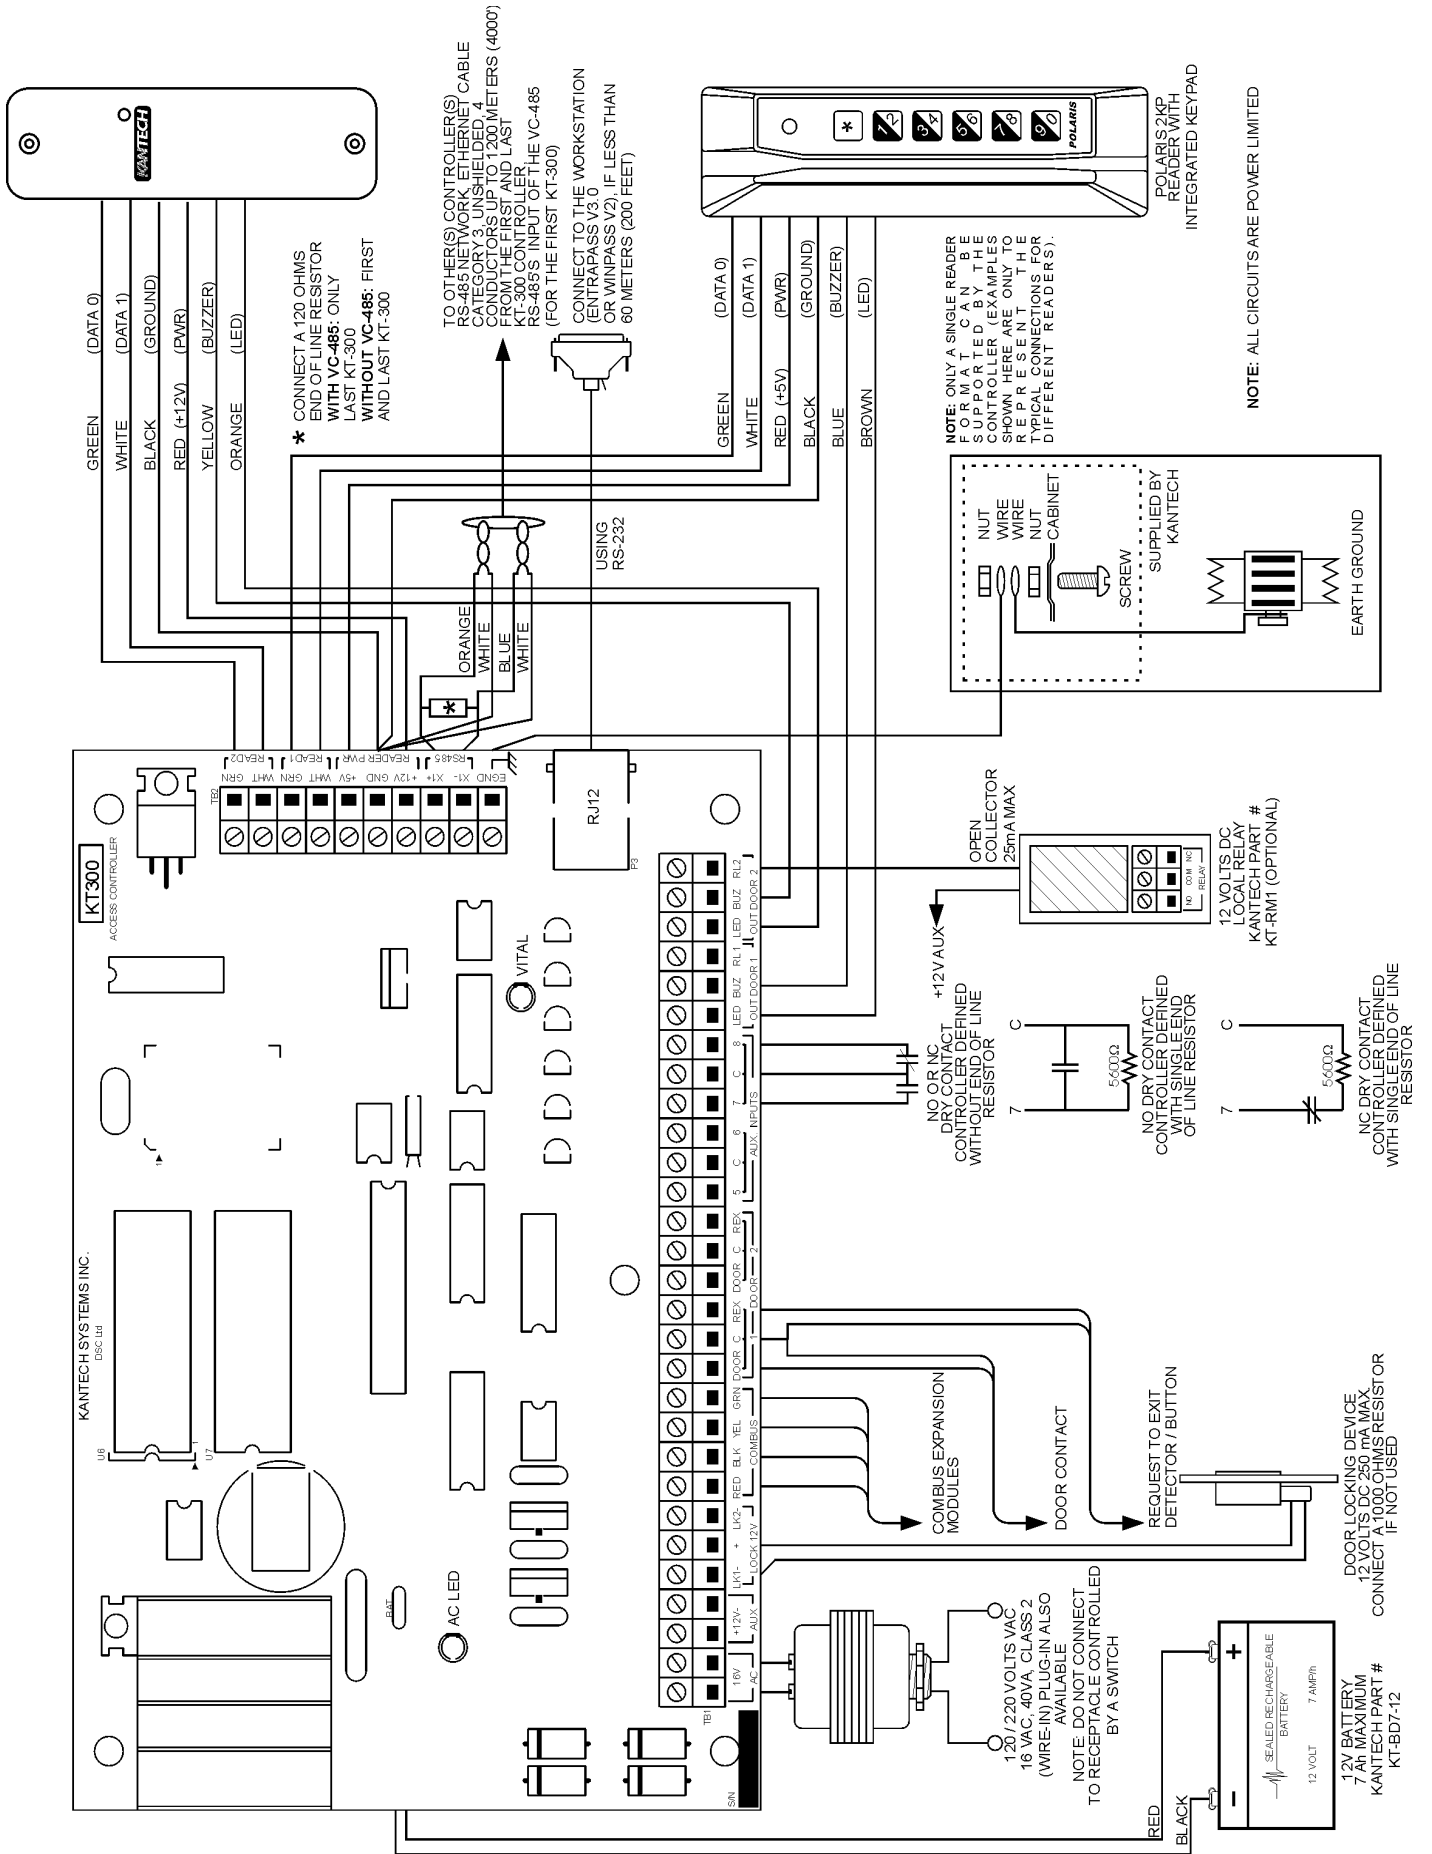 KANTECH
GREEN (DATA 0)
WHITE (DATA 1)
BLACK (GROUND)
RED (+12V) (PWR)
YELLOW (BUZZER)
ORANGE (LED)
* CONNECT A 120 OHMS
END OF LINE RESISTOR
WITH VC-485: ONLY
LAST KT-300
WITHOUT VC-485: FIRST
AND LAST KT-300
TO OTHER(S) CONTROLLER(S)
RS-485 NETWORK, ETHERNET CABLE
CATEGORY 3, UNSHIELDED, 4
CONDUCTORS UP TO 1200 METERS (4000')
FROM THE FIRST AND LAST
KT-300 CONTROLLER,
RS-485'S INPUT OF THE VC-485
(FOR THE FIRST KT-300)
CONNECT TO THE WORKSTATION
(ENTRAPASS V3.0
OR WINPASS V2), IF LESS THAN
60 METERS (200 FEET)
USING
RS-232
ORANGE
WHITE
BLUE
WHITE
*
*
1 2
3 4
5 6
7 8
9 0
POLARIS
POLARIS 2KP
READER WITH
INTEGRATED KEYPAD
GREEN (DATA 0)
WHITE (DATA 1)
RED (+5V) (PWR)
BLACK (GROUND)
BLUE (BUZZER)
BROWN (LED)
NOTE: ONLY A SINGLE READER
FORMAT CAN BE
SUPPORTED BY THE
CONTROLLER (EXAMPLES
SHOWN HERE ARE ONLY TO
REPRESENT THE
TYPICAL CONNECTIONS FOR
DIFFERENT READERS).
NOTE: ALL CIRCUITS ARE POWER LIMITED
NUT
WIRE
WIRE
NUT
CABINET
SCREW
SUPPLIED BY
KANTECH
EARTH GROUND
KT300
ACCESS CONTROLLER
KANTECH SYSTEMS INC.
DSC Ltd
U6
1
U7
1
BAT
AC LED
VITAL
S/N
TB2
READ2
READ1
READER PWR
RS485
GRN WHT GRN WHT +5V GND +12V X1+ X1- EGND
RJ12
P3
TB1
16V +12V- LK1- + LK2- RED BLK YEL GRN DOOR C REX DOOR C REX 5 C 6 7 C 8 LED BUZ RL1 LED BUZ RL2
AC AUX LOCK 12V COMBUS 1 DOOR 2 AUX. INPUTS OUT DOOR 1 OUT DOOR 2
OPEN
COLLECTOR
25mA MAX
+12V AUX
NO COM NC
RELAY
12 VOLTS DC
LOCAL RELAY
KANTECH PART #
KT-RM1 (OPTIONAL)
NO OR NC
DRY CONTACT
CONTROLLER DEFINED
WITHOUT END OF LINE
RESISTOR
7 C
5600Ω
NO DRY CONTACT
CONTROLLER DEFINED
WITH SINGLE END
OF LINE RESISTOR
7 C
5600Ω
NC DRY CONTACT
CONTROLLER DEFINED
WITH SINGLE END OF LINE
RESISTOR
COMBUS EXPANSION
MODULES
DOOR CONTACT
REQUEST TO EXIT
DETECTOR / BUTTON
DOOR LOCKING DEVICE
12 VOLTS DC 250 mA MAX.
CONNECT A 1000 OHMS RESISTOR
IF NOT USED
120 / 220 VOLTS VAC
16 VAC, 40VA, CLASS 2
(WIRE-IN) PLUG-IN ALSO
AVAILABLE
NOTE: DO NOT CONNECT
TO RECEPTACLE CONTROLLED
BY A SWITCH
RED
BLACK
+
-
SEALED RECHARGEABLE
BATTERY
12 VOLT 7 AMP/h
12V BATTERY
7 Ah MAXIMUM
KANTECH PART #
KT-BD7-12